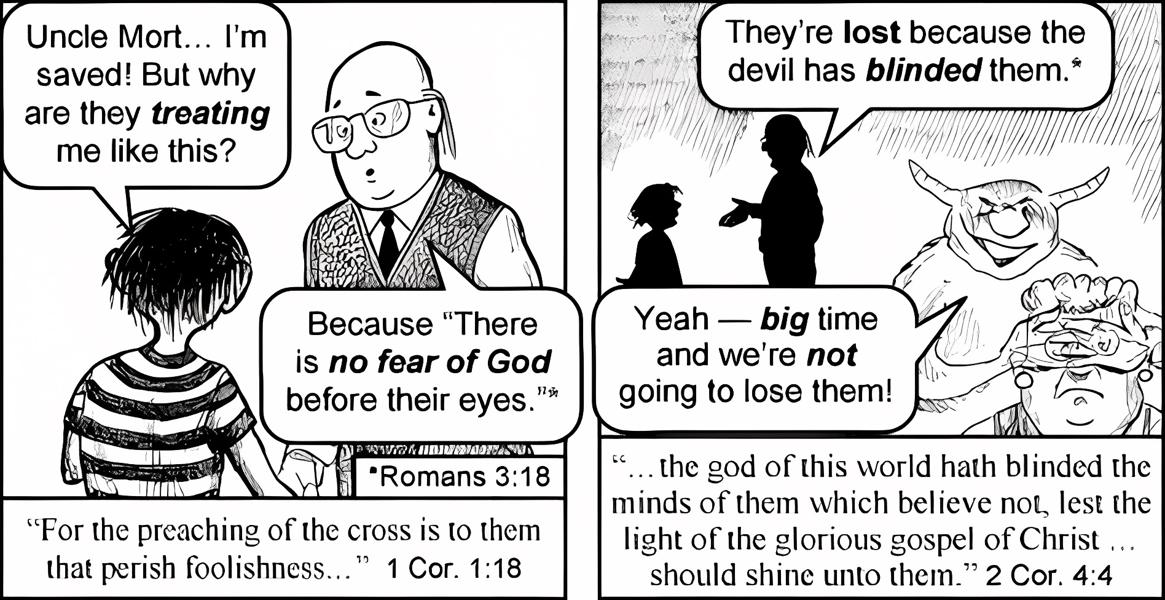 Uncle Mort... I'm
saved! But why
are they treating
me like this?
Because “There
is no fear of God
before their eyes.”*
*Romans 3:18
“For the preaching of the cross is to them
that perish foolishness...” 1 Cor. 1:18
They're lost because the
devil has blinded them.*
Yeah — big time
and we're not
going to lose them!
“...the god of this world hath blinded the
minds of them which believe not, lest the
light of the glorious gospel of Christ ...
should shine unto them.” 2 Cor. 4:4